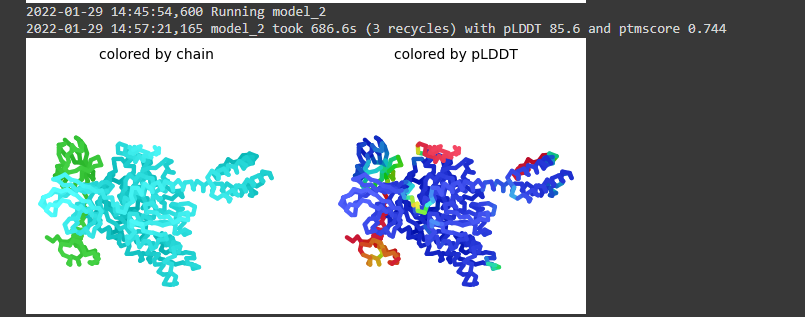 2022-01-29 14:45:54,600 Running model_2
2022-01-29 14:57:21,165 model_2 took 686.6s (3 recycles) with pLDDT 85.6 and ptmscore 0.744
colored by chain
colored by pLDDT